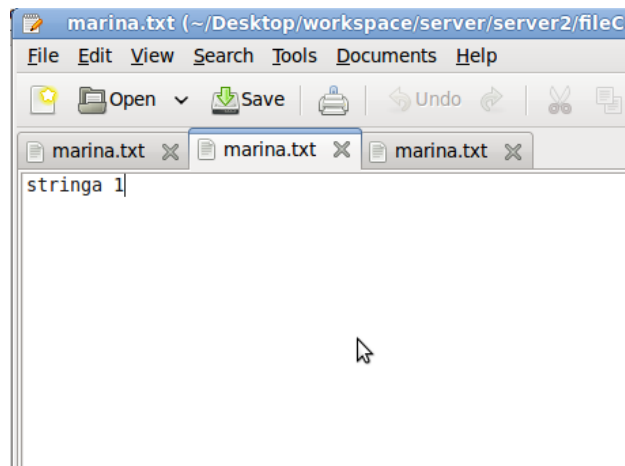 marina.txt (~/Desktop/workspace/server/server2/fileC
File Edit View Search Tools Documents Help
Open Save Undo
marina.txt marina.txt marina.txt
stringa 1